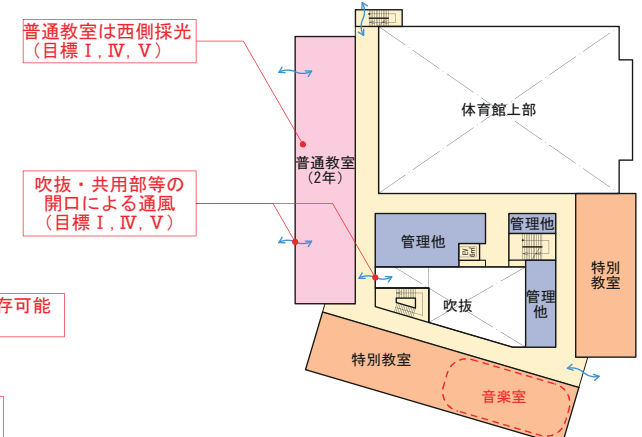 普通教室は西側採光
（目標Ⅰ, Ⅳ, Ⅴ）
体育館上部
普通教室
（2年）
吹抜・共用部等の
開口による通風
（目標Ⅰ, Ⅳ, Ⅴ）
管理他
管理他
特別
教室
管理
他
吹抜
存可能
特別教室
音楽室